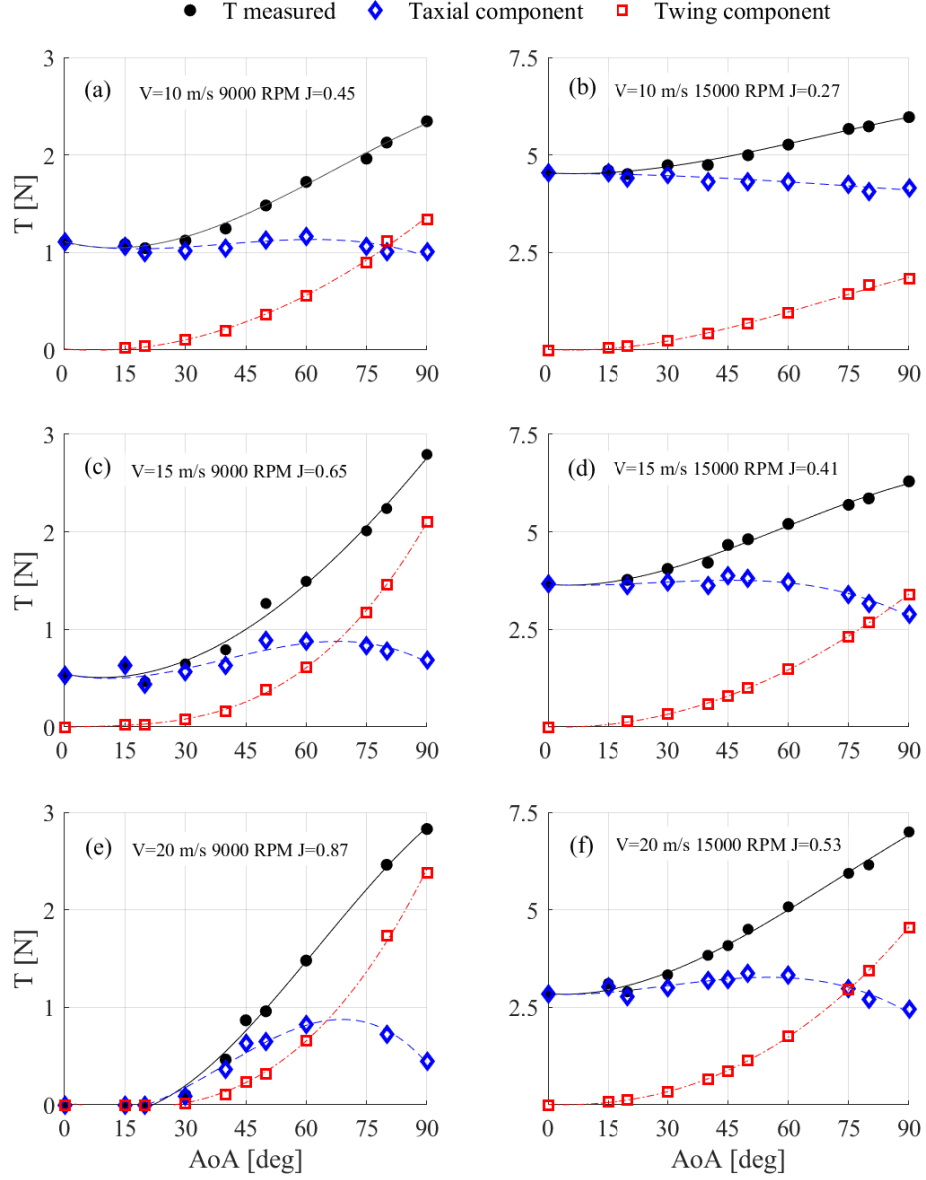 T measured Taxial component Twing component
(a) V=10 m/s 9000 RPM J=0.45
T [N]
3
2
1
0
0 15 30 45 60 75 90
(b) V=10 m/s 15000 RPM J=0.27
7.5
5
2.5
0 15 30 45 60 75 90
(c) V=15 m/s 9000 RPM J=0.65
T [N]
3
2
1
0
0 15 30 45 60 75 90
(d) V=15 m/s 15000 RPM J=0.41
7.5
5
2.5
0 15 30 45 60 75 90
(e) V=20 m/s 9000 RPM J=0.87
T [N]
3
2
1
0
0 15 30 45 60 75 90
AoA [deg]
(f) V=20 m/s 15000 RPM J=0.53
7.5
5
2.5
0 15 30 45 60 75 90
AoA [deg]